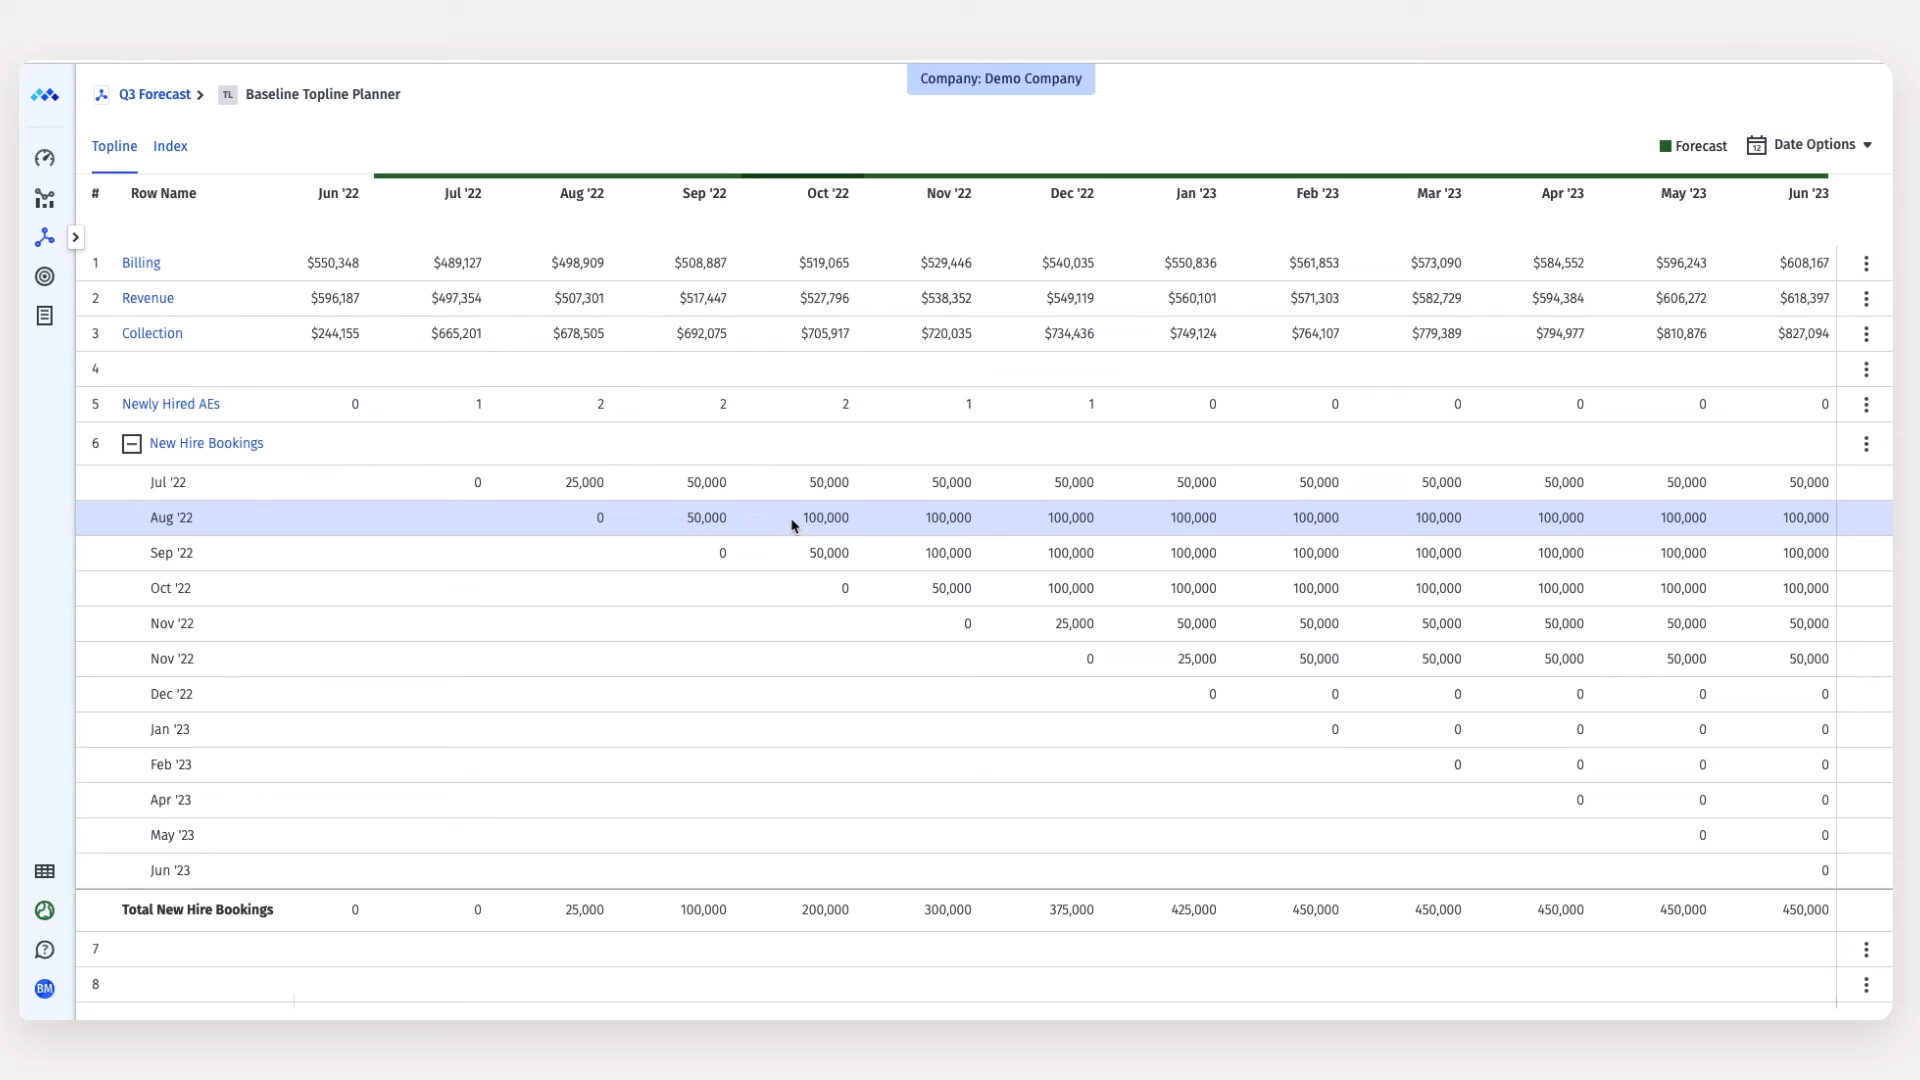 Company: Demo Company
Q3 Forecast TL Baseline Topline Planner
Topline Index Forecast 12 Date Options
# Row Name Jun '22 Jul '22 Aug '22 Sep '22 Oct '22 Nov '22 Dec '22 Jan '23 Feb '23 Mar '23 Apr '23 May '23 Jun '23
1 Billing $550,348 $489,127 $498,909 $508,887 $519,065 $529,446 $540,035 $550,836 $561,853 $573,090 $584,552 $596,243 $608,167
2 Revenue $596,187 $497,354 $507,301 $517,447 $527,796 $538,352 $549,119 $560,101 $571,303 $582,729 $594,384 $606,272 $618,397
3 Collection $244,155 $665,201 $678,505 $692,075 $705,917 $720,035 $734,436 $749,124 $764,107 $779,389 $794,977 $810,876 $827,094
4
5 Newly Hired AEs 0 1 2 2 2 1 1 0 0 0 0 0 0
6 New Hire Bookings
Jul '22 0 25,000 50,000 50,000 50,000 50,000 50,000 50,000 50,000 50,000 50,000 50,000
Aug '22 0 50,000 100,000 100,000 100,000 100,000 100,000 100,000 100,000 100,000 100,000
Sep '22 0 50,000 100,000 100,000 100,000 100,000 100,000 100,000 100,000 100,000
Oct '22 0 50,000 100,000 100,000 100,000 100,000 100,000 100,000 100,000
Nov '22 0 25,000 50,000 50,000 50,000 50,000 50,000 50,000
Nov '22 0 25,000 50,000 50,000 50,000 50,000 50,000
Dec '22 0 0 0 0 0 0
Jan '23 0 0 0 0 0
Feb '23 0 0 0 0
Apr '23 0 0 0
May '23 0 0
Jun '23 0
Total New Hire Bookings 0 0 25,000 100,000 200,000 300,000 375,000 425,000 450,000 450,000 450,000 450,000 450,000
7
8
BM